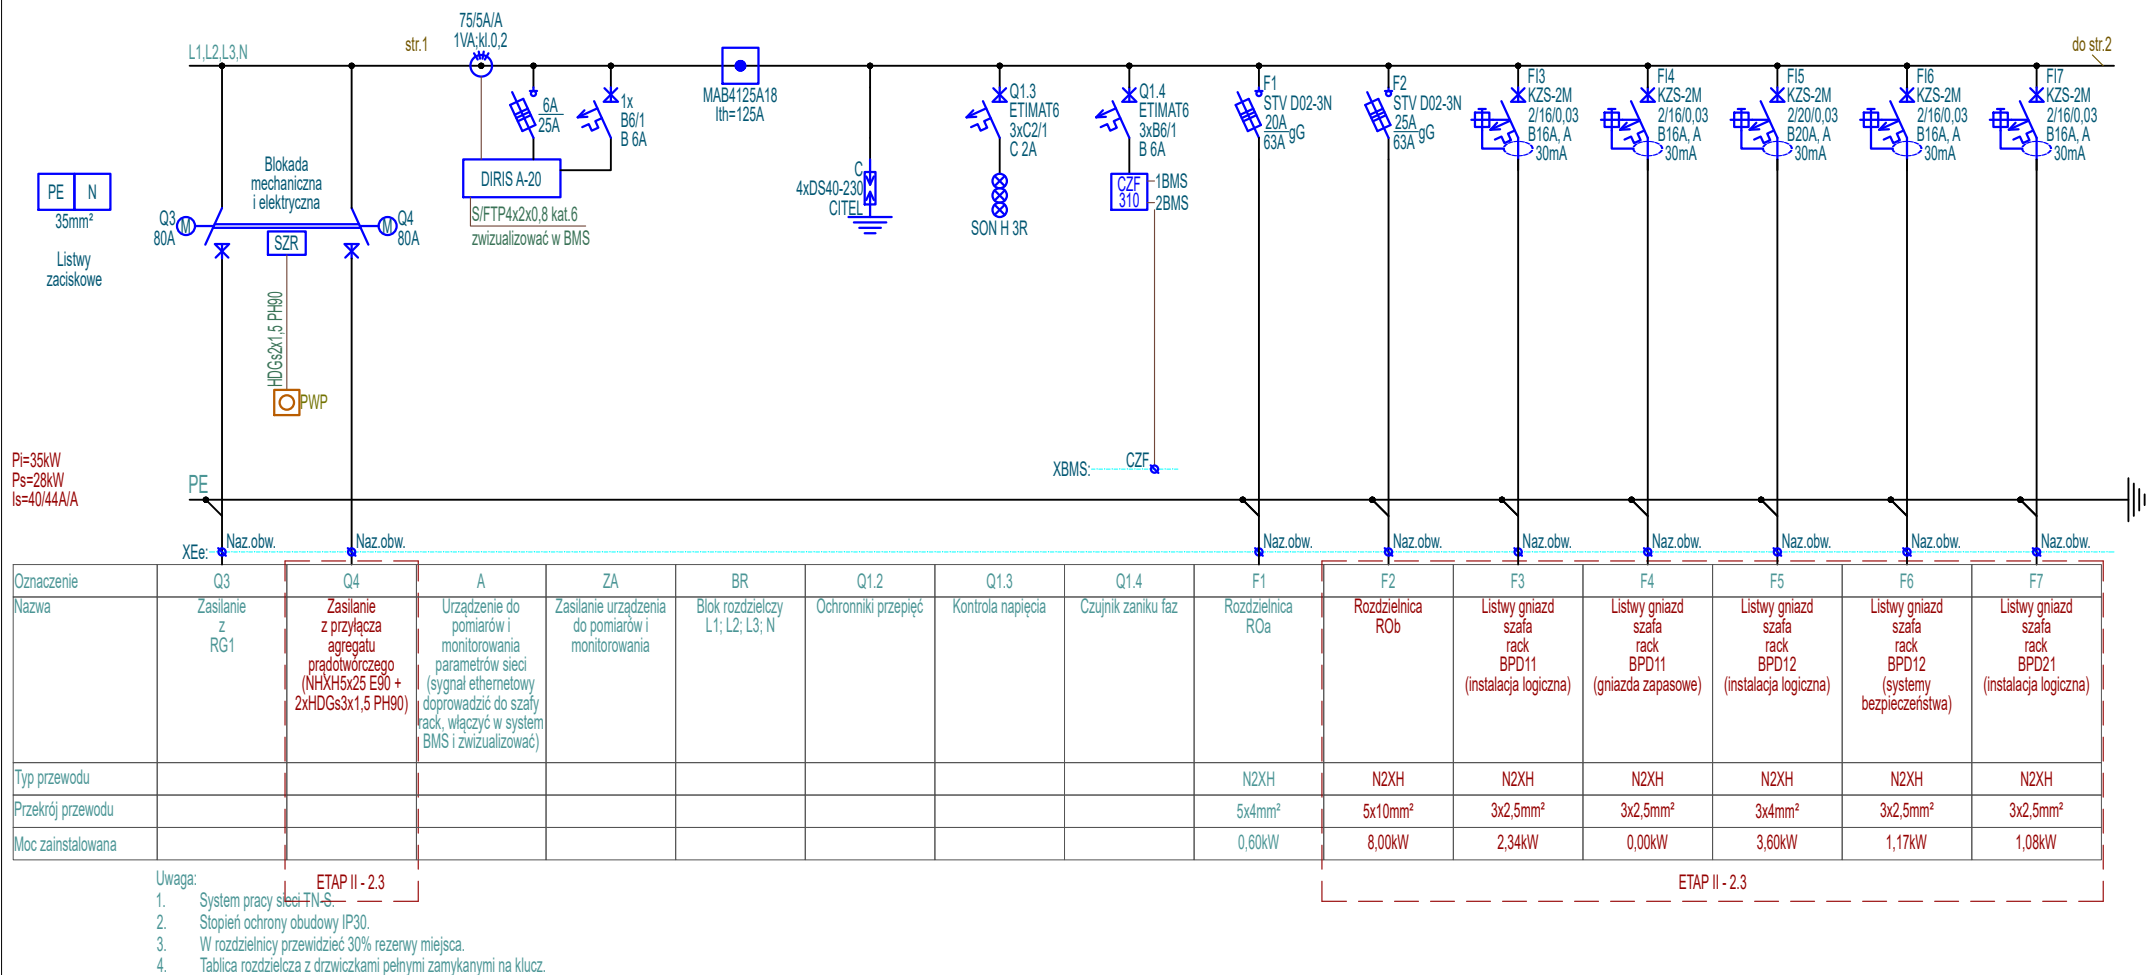 75/5A/A
1VA;kl.0,2
str.1
do str.2
L1,L2,L3,N
PE N
35mm²
Listwy
zaciskowe
Blokada
mechaniczna
i elektryczna
Q3
80A
M
SZR
M
Q4
80A
HDGs2x1,5 PH90
PWP
6A
25A
1x
B6/1
B 6A
DIRIS A-20
S/FTP4x2x0,8 kat.6
zwizualizować w BMS
MAB4125A18
Ith=125A
C
4xDS40-230
CITEL
Q1.3
ETIMAT6
3xC2/1
C 2A
SON H 3R
Q1.4
ETIMAT6
3xB6/1
B 6A
CZF
310
1BMS
2BMS
XBMS:
CZF
F1
STV D02-3N
20A
63A
gG
F2
STV D02-3N
25A
63A
gG
FI3
KZS-2M
2/16/0,03
B16A, A
30mA
FI4
KZS-2M
2/16/0,03
B16A, A
30mA
FI5
KZS-2M
2/20/0,03
B20A, A
30mA
FI6
KZS-2M
2/16/0,03
B16A, A
30mA
FI7
KZS-2M
2/16/0,03
B16A, A
30mA
Pi=35kW
Ps=28kW
Is=40/44A/A
PE
XEe:
Naz.obw. Naz.obw. Naz.obw. Naz.obw. Naz.obw. Naz.obw. Naz.obw. Naz.obw. Naz.obw.
Oznaczenie Q3 Q4 A ZA BR Q1.2 Q1.3 Q1.4 F1 F2 F3 F4 F5 F6 F7
Nazwa
Zasilanie
z
RG1
Zasilanie
z przyłącza
agregatu
prądotwórczego
(NHXH5x25 E90 +
2xHDGs3x1,5 PH90)
Urządzenie do
pomiarów i
monitorowania
parametrów sieci
(sygnał ethernetowy
doprowadzić do szafy
rack, włączyć w system
BMS i zwizualizować)
Zasilanie urządzenia
do pomiarów i
monitorowania
Blok rozdzielczy
L1; L2; L3; N
Ochronniki przepięć
Kontrola napięcia
Czujnik zaniku faz
Rozdzielnica
ROa
Rozdzielnica
ROb
Listwy gniazd
szafa
rack
BPD11
(instalacja logiczna)
Listwy gniazd
szafa
rack
BPD11
(gniazda zapasowe)
Listwy gniazd
szafa
rack
BPD12
(instalacja logiczna)
Listwy gniazd
szafa
rack
BPD12
(systemy
bezpieczeństwa)
Listwy gniazd
szafa
rack
BPD21
(instalacja logiczna)
Typ przewodu N2XH N2XH N2XH N2XH N2XH N2XH N2XH
Przekrój przewodu 5x4mm² 5x10mm² 3x2,5mm² 3x2,5mm² 3x4mm² 3x2,5mm² 3x2,5mm²
Moc zainstalowana 0,60kW 8,00kW 2,34kW 0,00kW 3,60kW 1,17kW 1,08kW
ETAP II - 2.3
ETAP II - 2.3
Uwaga:
1. System pracy sieci TN-S.
2. Stopień ochrony obudowy IP30.
3. W rozdzielnicy przewidzieć 30% rezerwy miejsca.
4. Tablica rozdzielcza z drzwiczkami pełnymi zamykanymi na klucz.